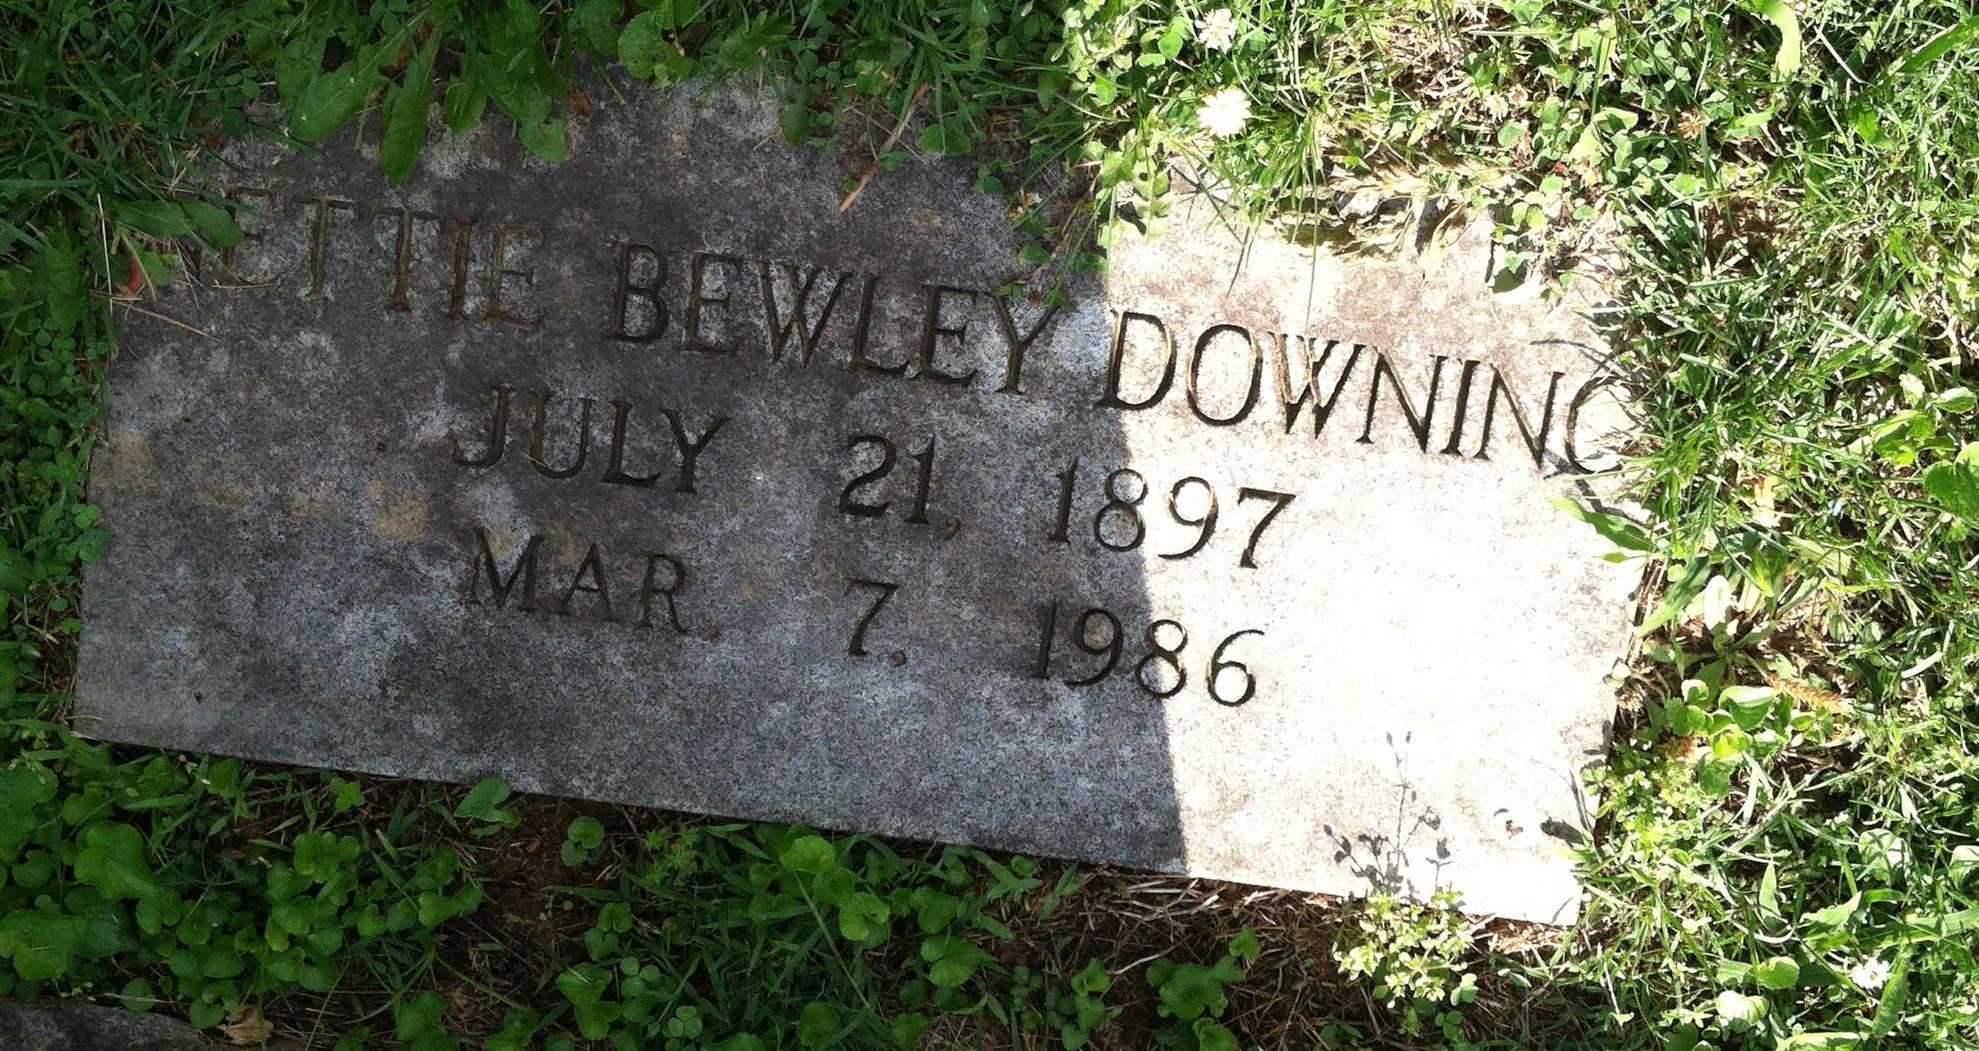 ETTIE BEWLEY DOWNING
JULY 21, 1897
MAR. 7. 1986